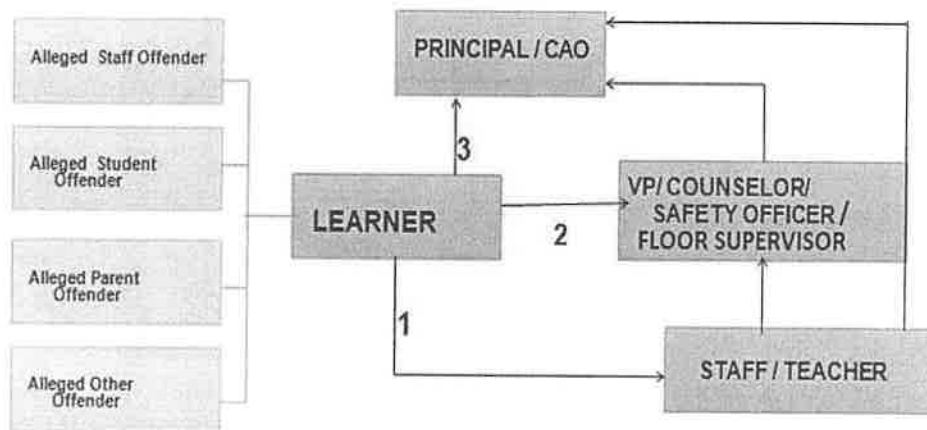 Alleged Staff Offender
Alleged Student
Offender
Alleged Parent
Offender
Alleged Other
Offender
PRINCIPAL / CAO
3
LEARNER
2
VP/ COUNSELOR/
SAFETY OFFICER /
FLOOR SUPERVISOR
1
STAFF / TEACHER